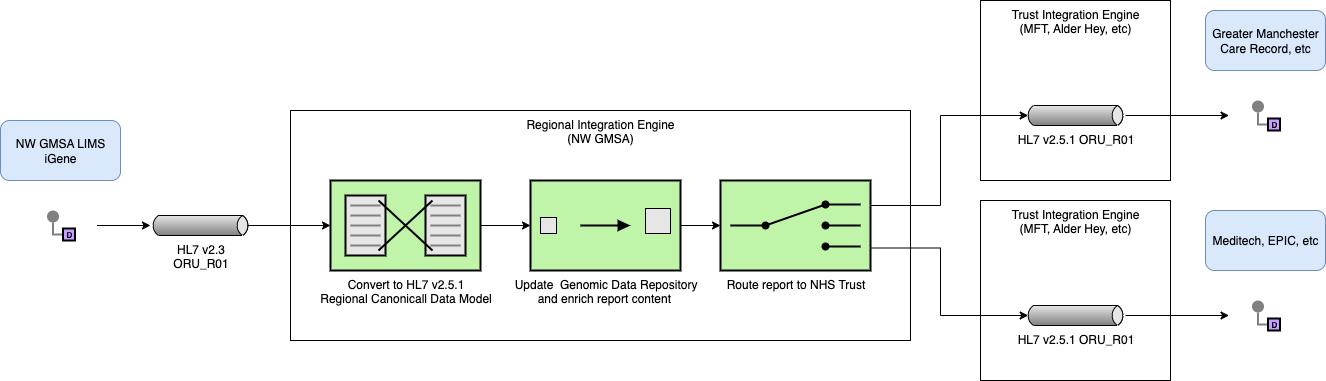 NW GMSA LIMS
iGene
D
HL7 v2.3
ORU_R01
Regional Integration Engine
(NW GMSA)
Convert to HL7 v2.5.1
Regional Canonicall Data Model
Update  Genomic Data Repository
and enrich report content
Route report to NHS Trust
Trust Integration Engine
(MFT, Alder Hey, etc)
HL7 v2.5.1 ORU_R01
Greater Manchester
Care Record, etc
D
Trust Integration Engine
(MFT, Alder Hey, etc)
HL7 v2.5.1 ORU_R01
Meditech, EPIC, etc
D